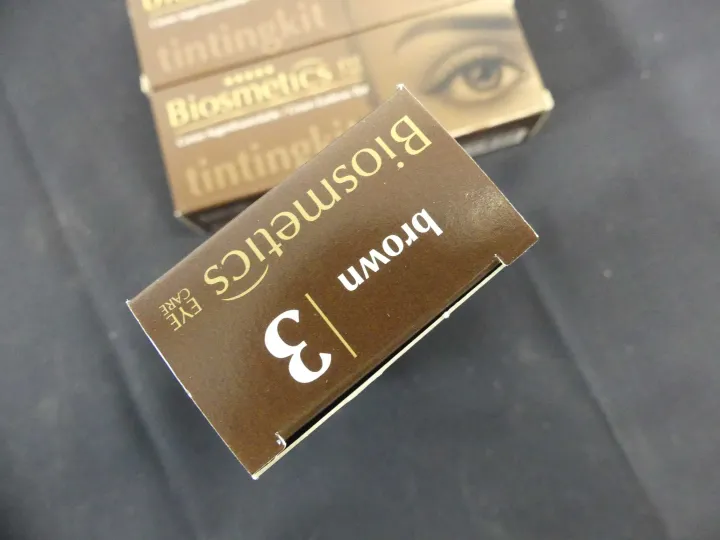 tintingkit
Biosmetics
tintingkit
Biosmetics
EYE
CARE
brown
3